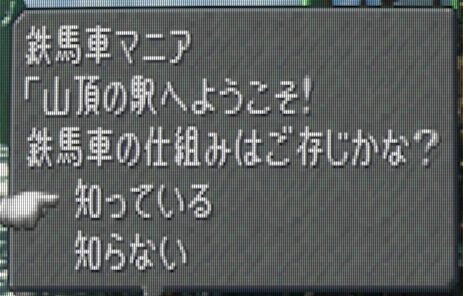 鉄馬車マニア
「山頂の駅へようこそ!
鉄馬車の仕組みはご存じかな？
知っている
知らない